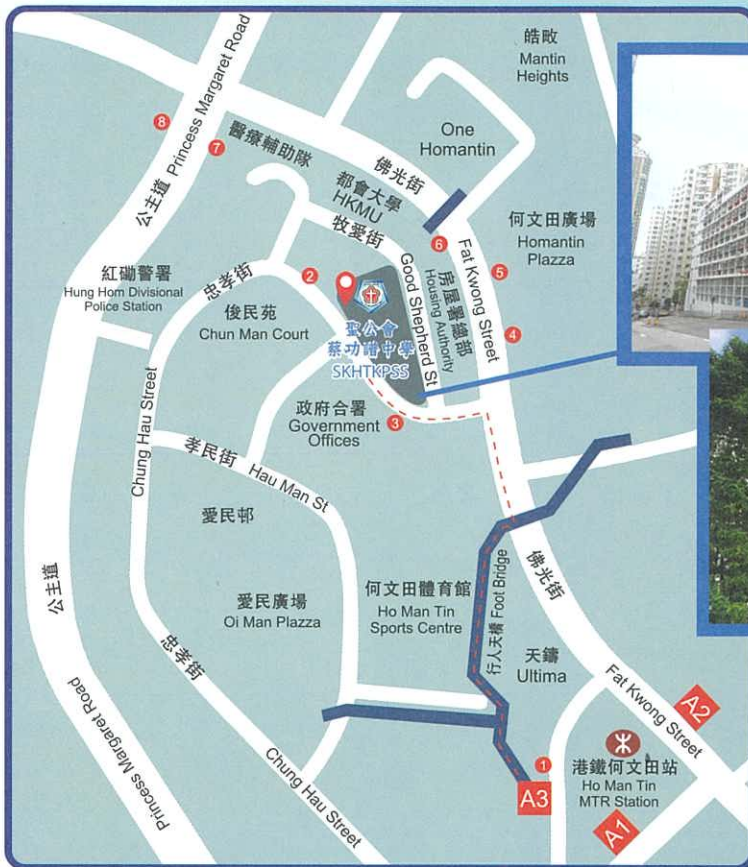 皓畋
Mantin
Heights
One
Homantin
公主道 Princess Margaret Road
8
7
醫療輔助隊
佛光街
都會大學
HKMU
牧愛街
6
何文田廣場
Homantin
Plaza
5
4
Fat Kwong Street
房屋署總部
Housing Authority
Good Shepherd St
紅磡警署
Hung Hom Divisional
Police Station
忠孝街
2
俊民苑
Chun Man Court
聖公會
蔡功譜中學
SKHTKPSS
政府合署
Government
Offices
3
Chung Hau Street
孝民街
Hau Man St
愛民邨
愛民廣場
Oi Man Plazza
何文田體育館
Ho Man Tin
Sports Centre
行人天橋 Foot Bridge
佛光街
天鑄
Ultima
公主道
忠孝街
Fat Kwong Street
A2
Princess Margaret Road
Chung Hau Street
1
A3
港鐵何文田站
Ho Man Tin
MTR Station
A1